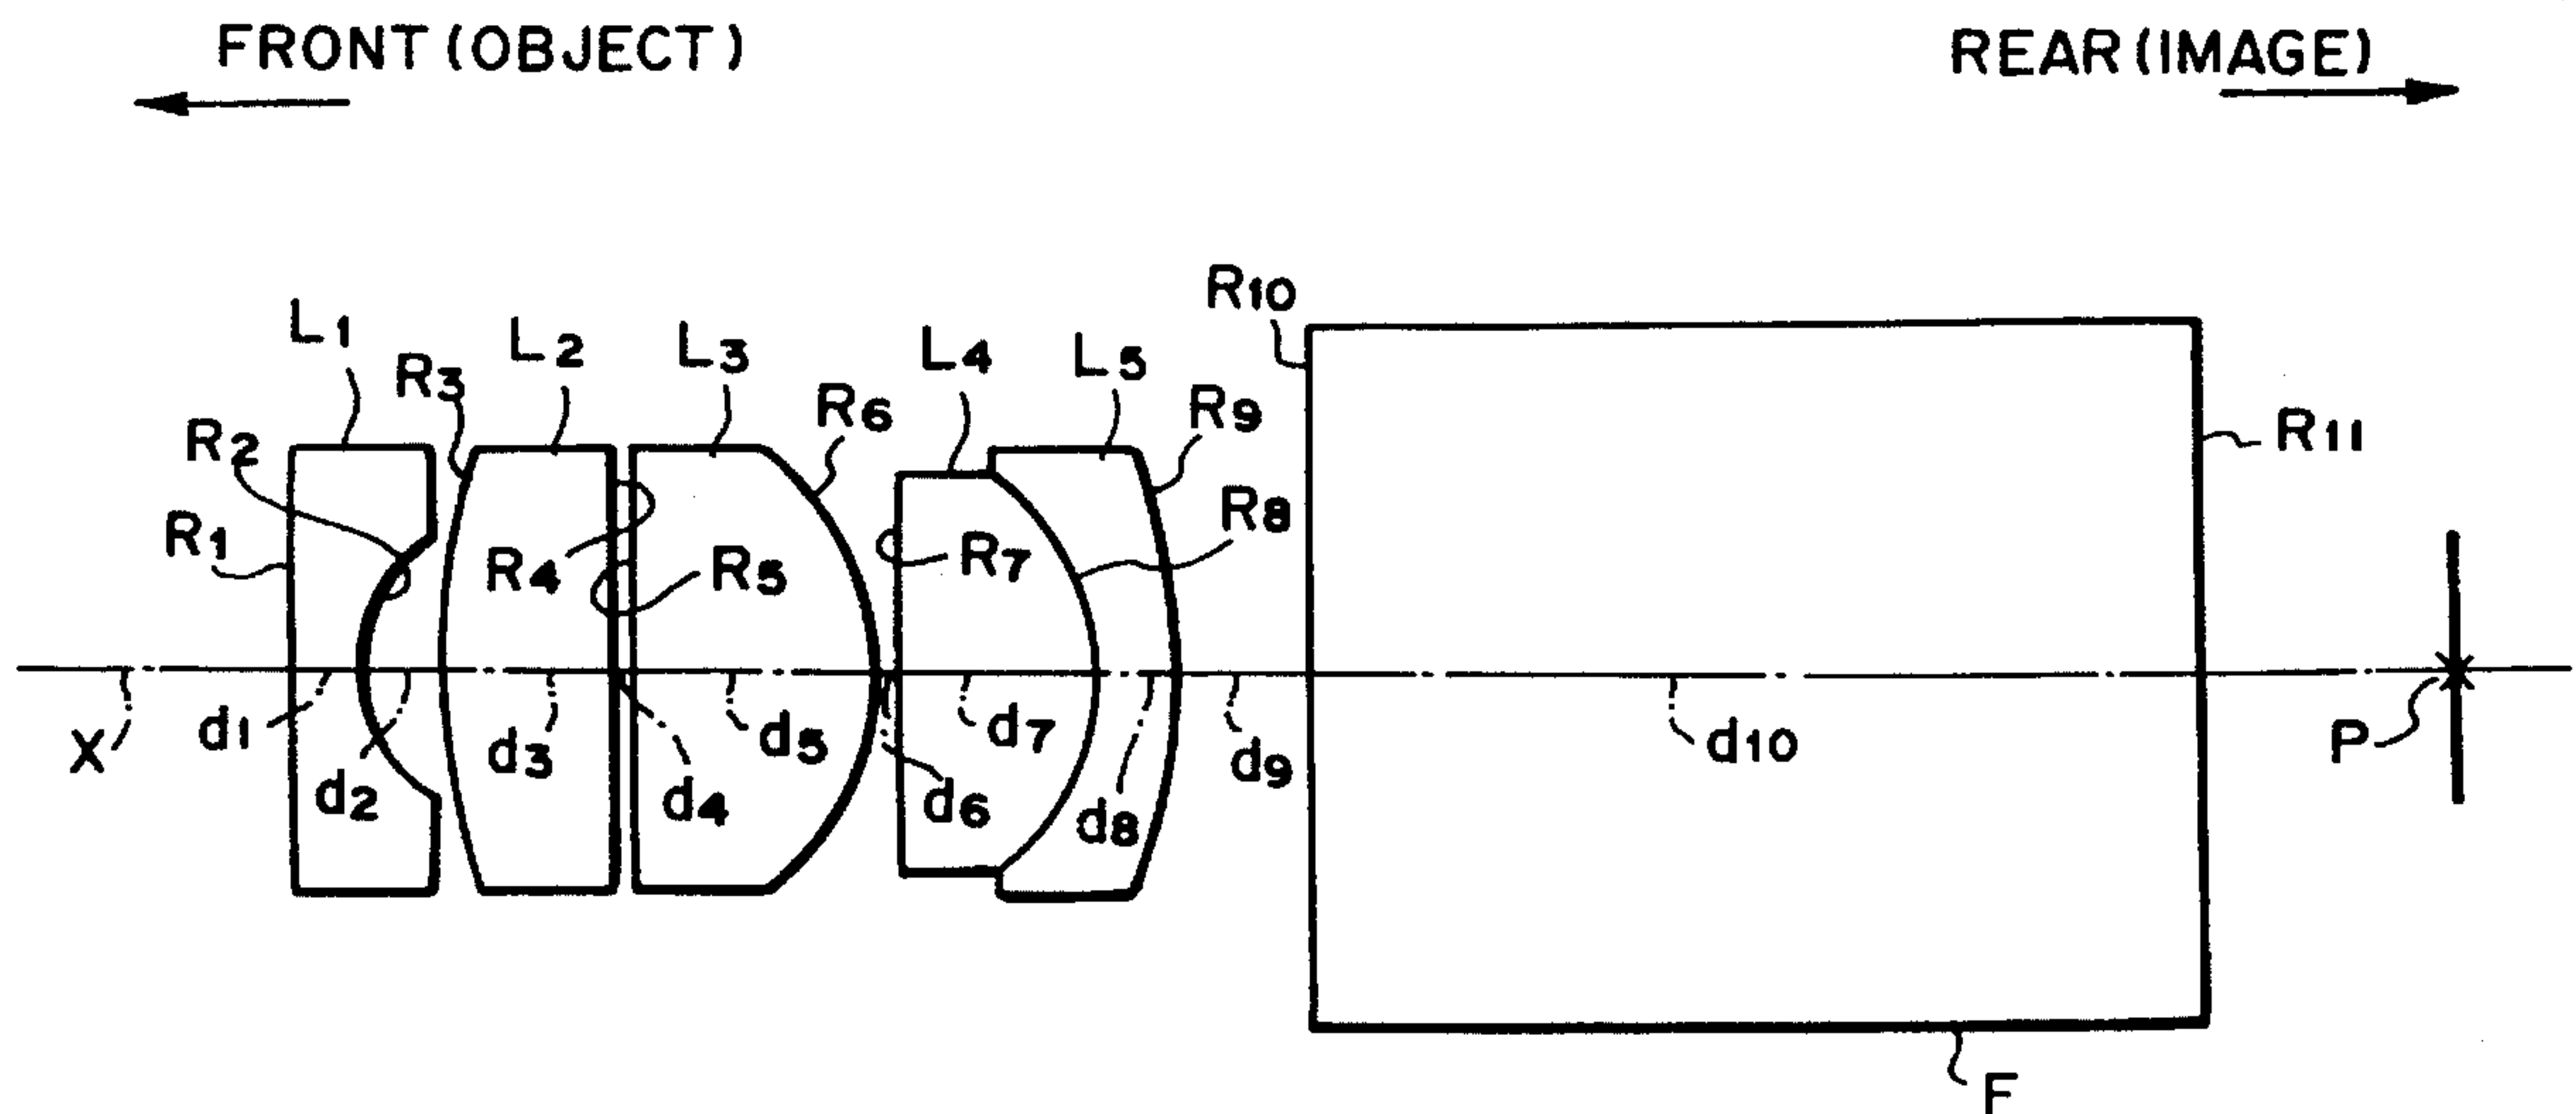 FRONT (OBJECT)
REAR (IMAGE)
R10
L1
L2
L3
L4
L5
R3
R6
R9
R2
R11
R8
R1
R4
R5
R7
X
d1
d2
d3
d4
d5
d6
d7
d8
d9
d10
P
F